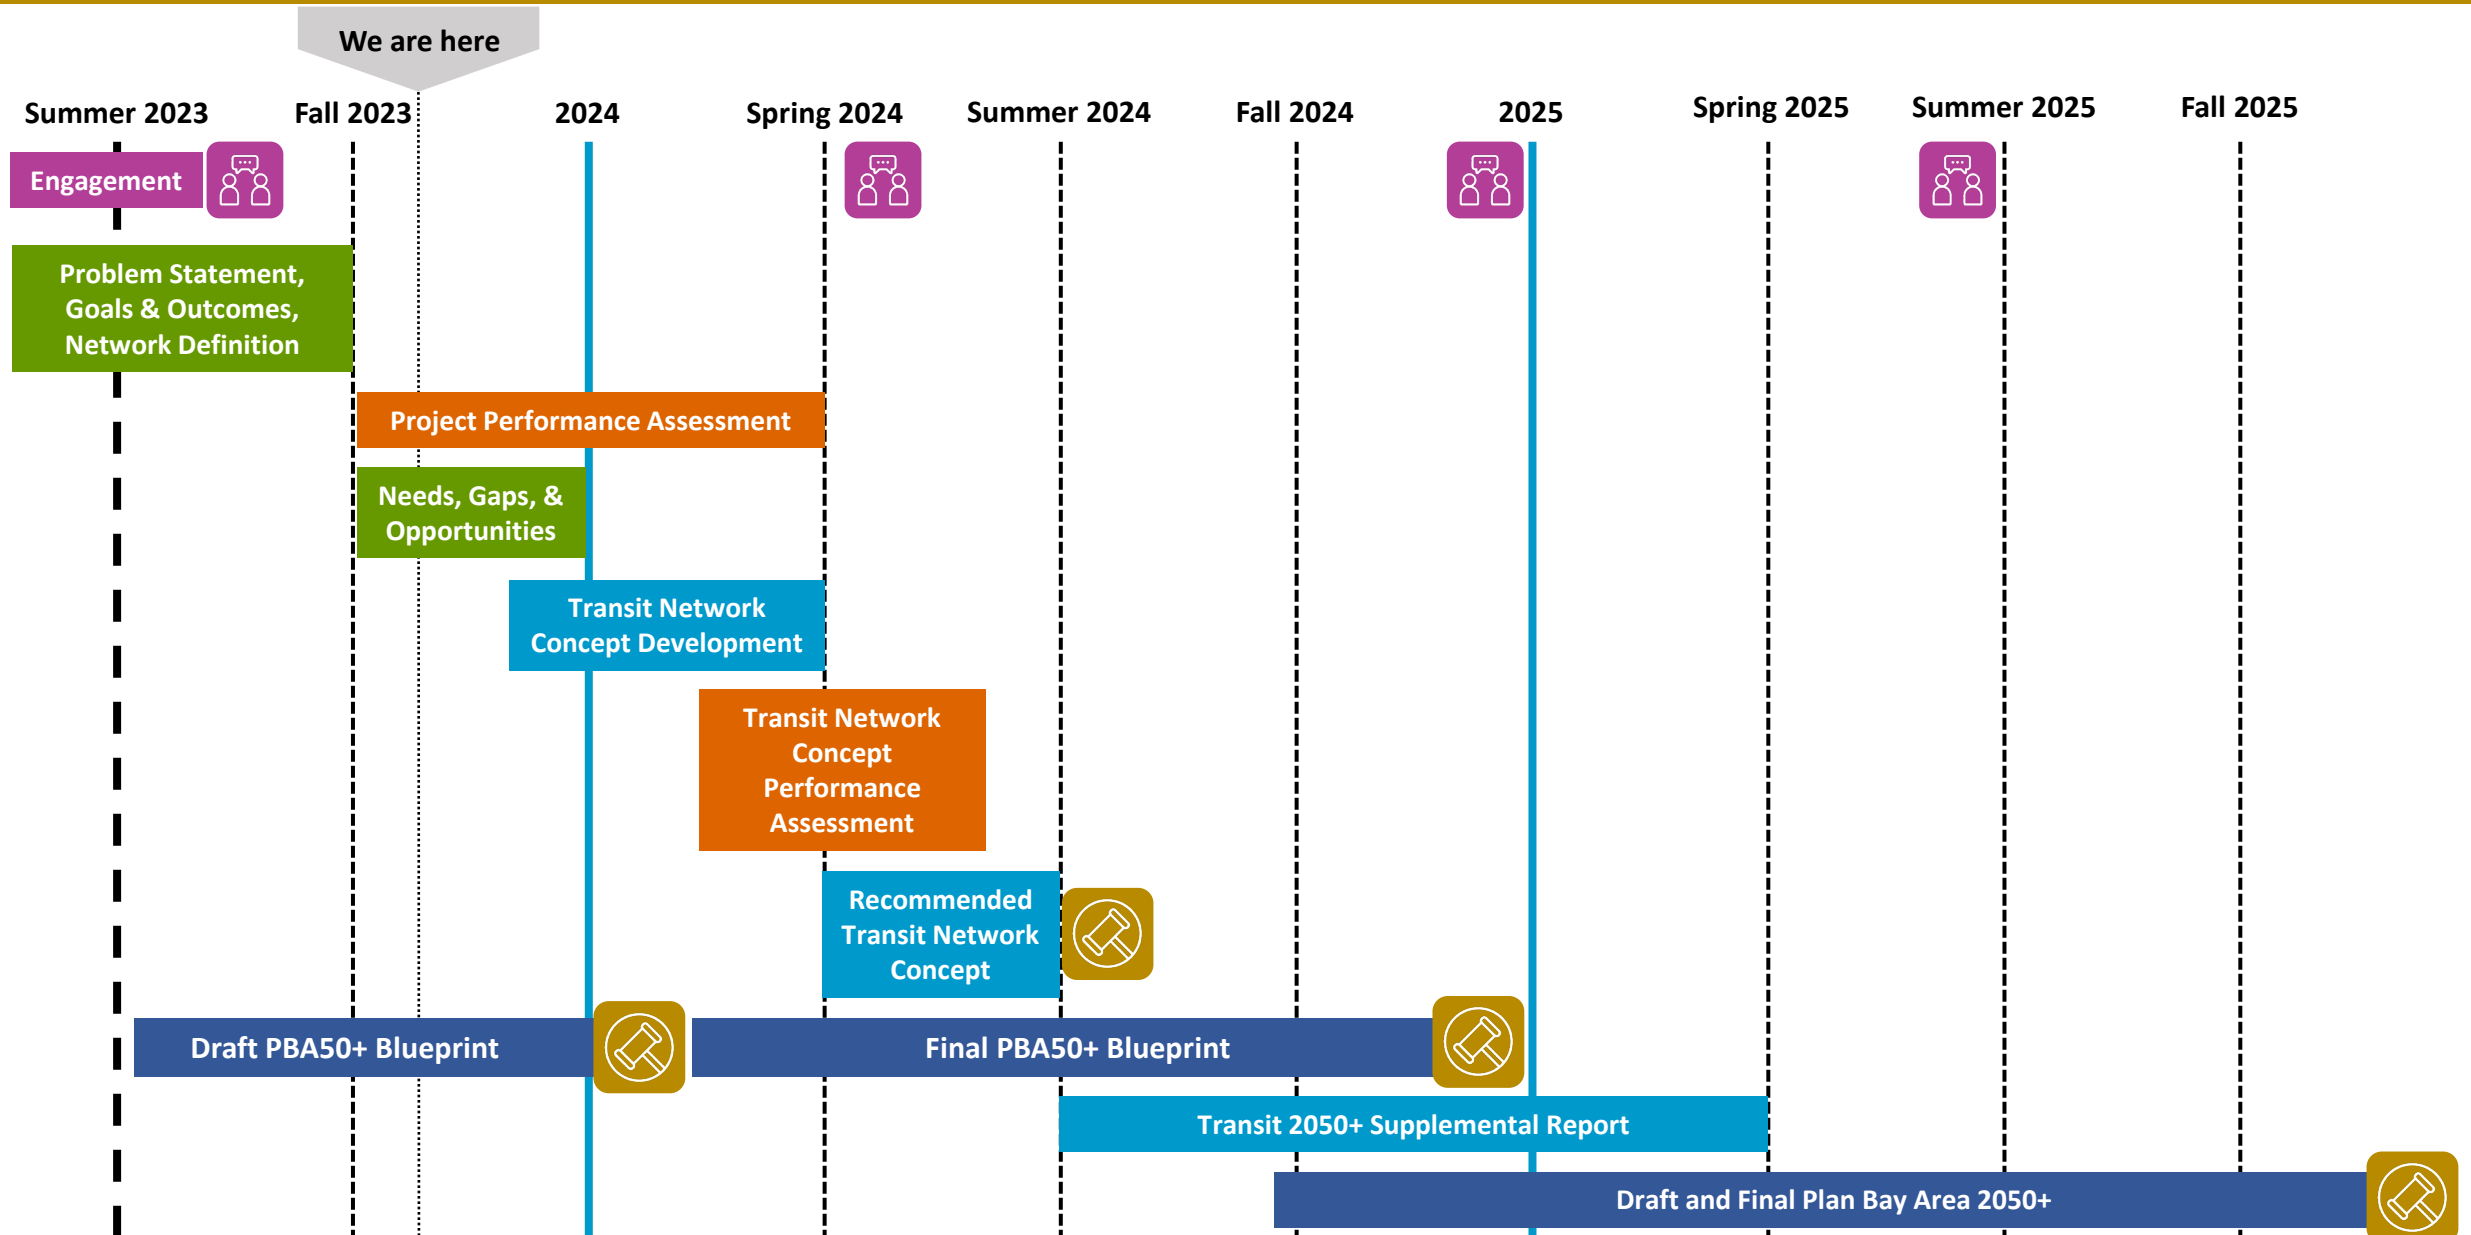 We are here
Summer 2023
Fall 2023
2024
Spring 2024
Summer 2024
Fall 2024
2025
Spring 2025
Summer 2025
Fall 2025
Engagement
Problem Statement,
Goals & Outcomes,
Network Definition
Project Performance Assessment
Needs, Gaps, &
Opportunities
Transit Network
Concept Development
Transit Network
Concept
Performance
Assessment
Recommended
Transit Network
Concept
Draft PBA50+ Blueprint
Final PBA50+ Blueprint
Transit 2050+ Supplemental Report
Draft and Final Plan Bay Area 2050+